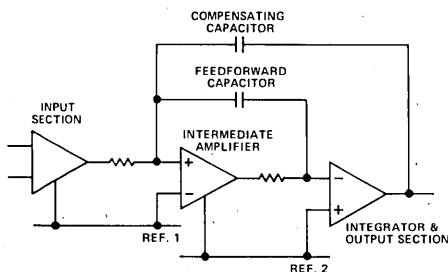 COMPENSATING
CAPACITOR
FEEDFORWARD
CAPACITOR
INPUT
SECTION
INTERMEDIATE
AMPLIFIER
+
−
−
+
INTEGRATOR &
OUTPUT SECTION
REF. 1
REF. 2